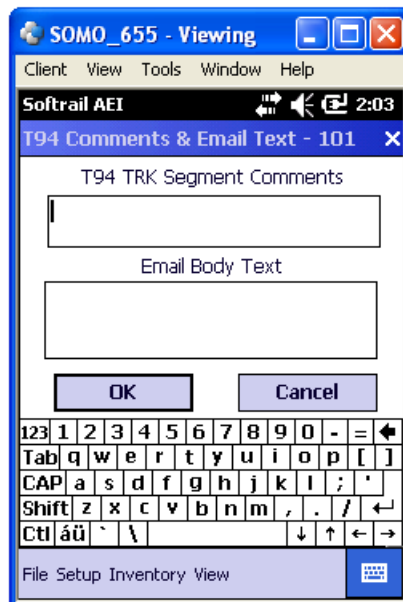 SOMO_655 - Viewing
Client View Tools Window Help
Softrail AEI 2:03
T94 Comments & Email Text - 101 X
T94 TRK Segment Comments
Email Body Text
OK Cancel
123 1 2 3 4 5 6 7 8 9 0 - =
Tab q w e r t y u i o p [ ]
CAP a s d f g h j k l ; '
Shift z x c v b n m , . /
Ctl áü ` \
File Setup Inventory View